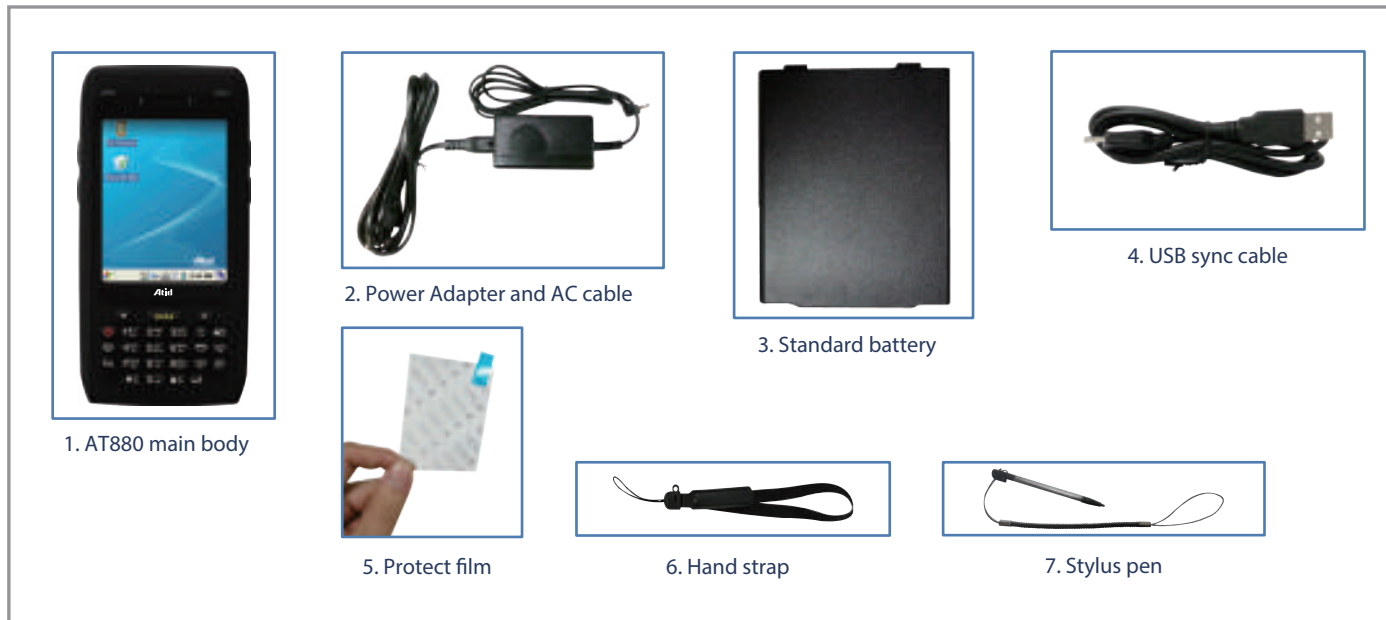 Atid
1. AT880 main body
2. Power Adapter and AC cable
3. Standard battery
4. USB sync cable
5. Protect film
6. Hand strap
7. Stylus pen